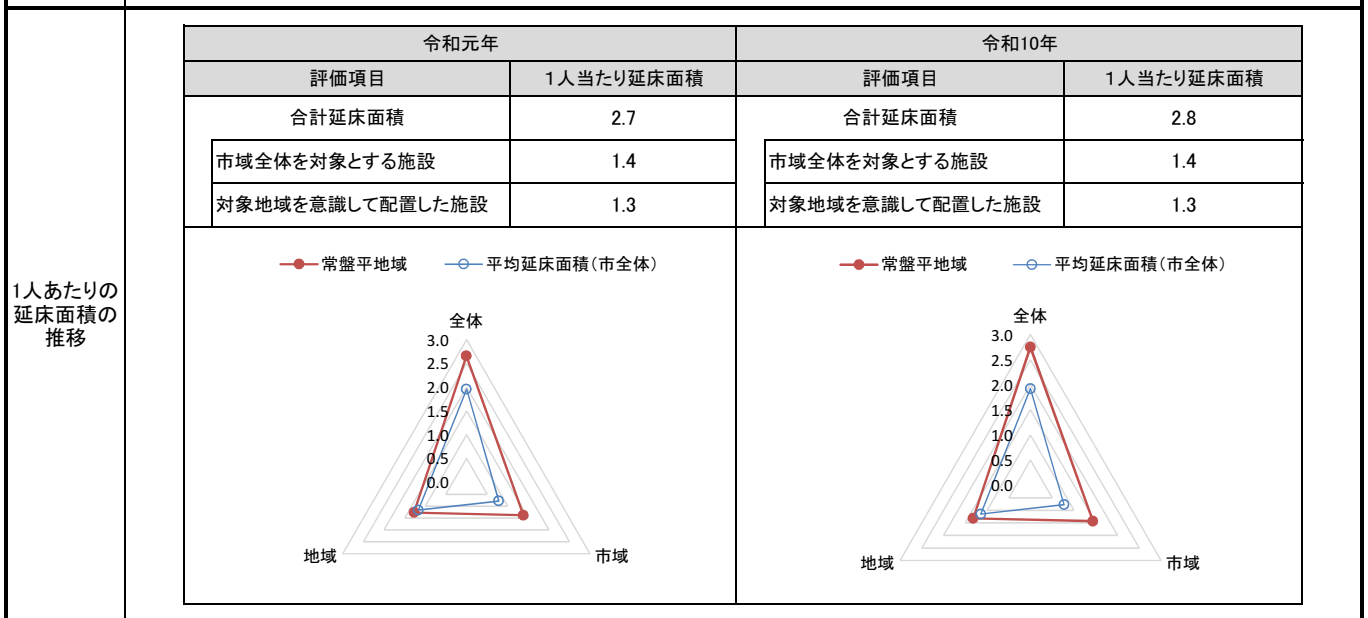 令和元年 令和10年
評価項目 1人当たり延床面積 評価項目 1人当たり延床面積
合計延床面積 2.7 合計延床面積 2.8
市域全体を対象とする施設 1.4 市域全体を対象とする施設 1.4
対象地域を意識して配置した施設 1.3 対象地域を意識して配置した施設 1.3
1人あたりの
延床面積の
推移
常盤平地域 平均延床面積(市全体)
全体
3.0
2.5
2.0
1.5
1.0
0.5
0.0
地域 市域
常盤平地域 平均延床面積(市全体)
全体
3.0
2.5
2.0
1.5
1.0
0.5
0.0
地域 市域